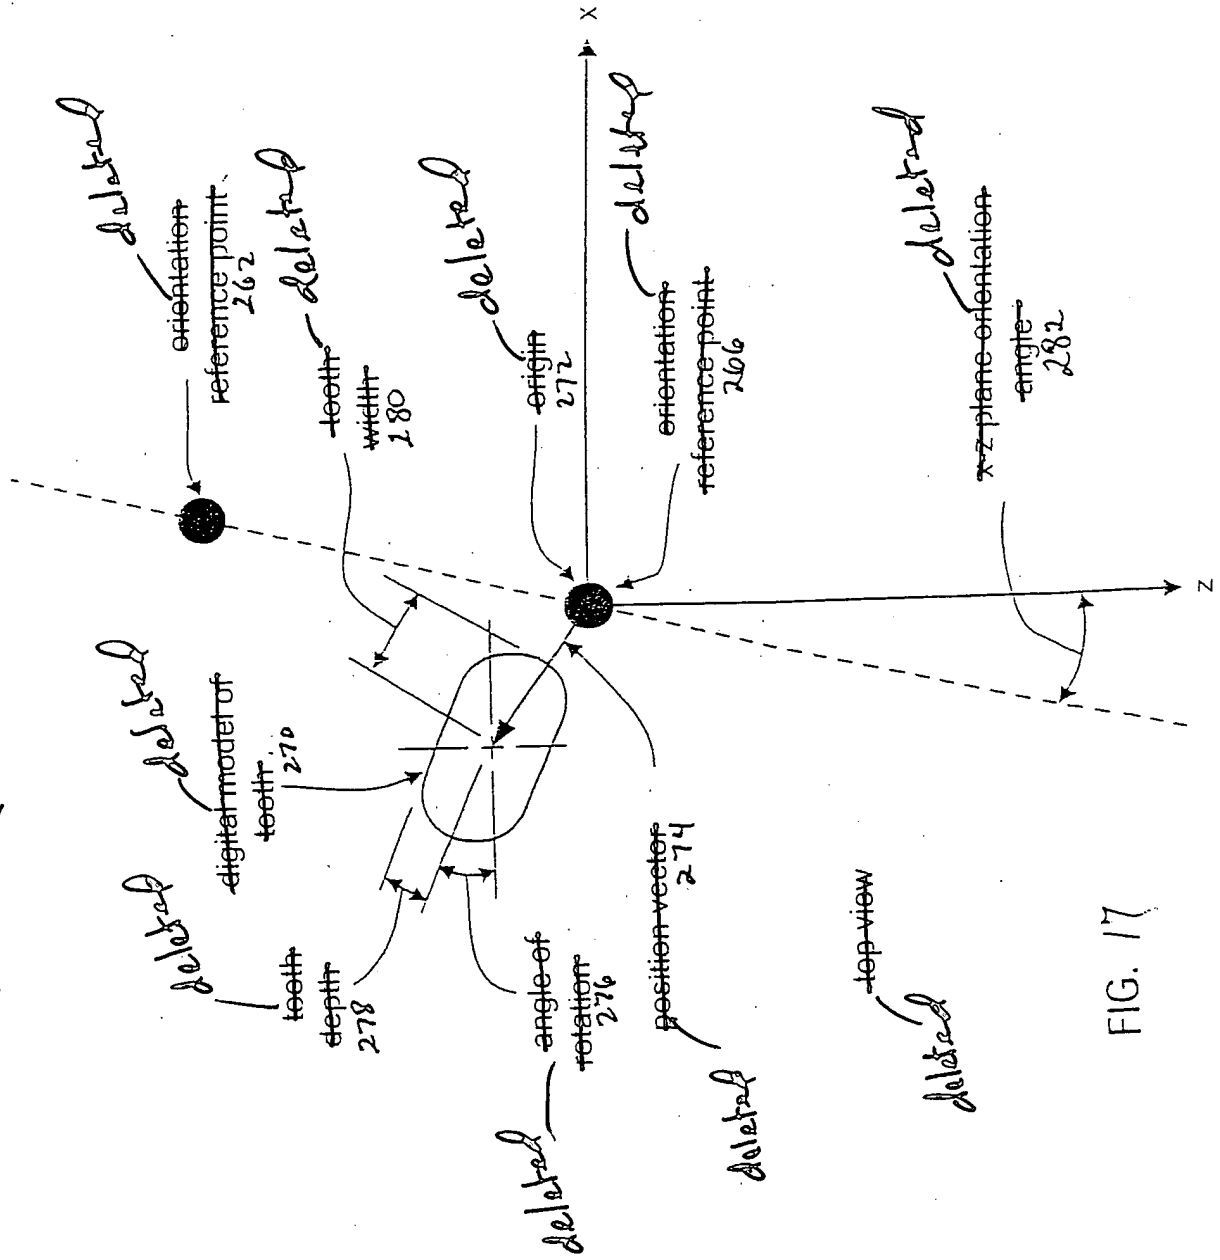 deleted
orientation
reference point
262
deleted
tooth
width
280
deleted
digital model of
tooth
270
deleted
tooth
depth
278
deleted
origin
272
deleted
orientation
reference point
266
deleted
angle of
rotation
276
deleted
position vector
274
deleted
x-z plane orientation
angle
282
deleted
top view
deleted
X
Z
FIG. 17